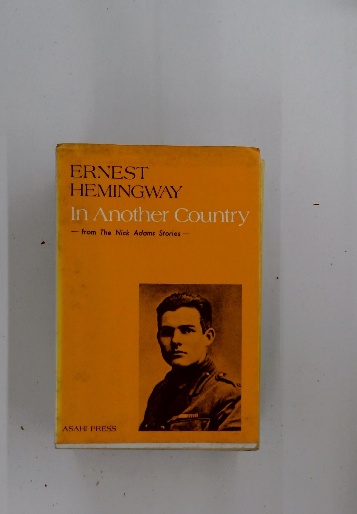 ERNEST
HEMINGWAY
In Another Country
— from The Nick Adams Stories —
ASAHI PRESS